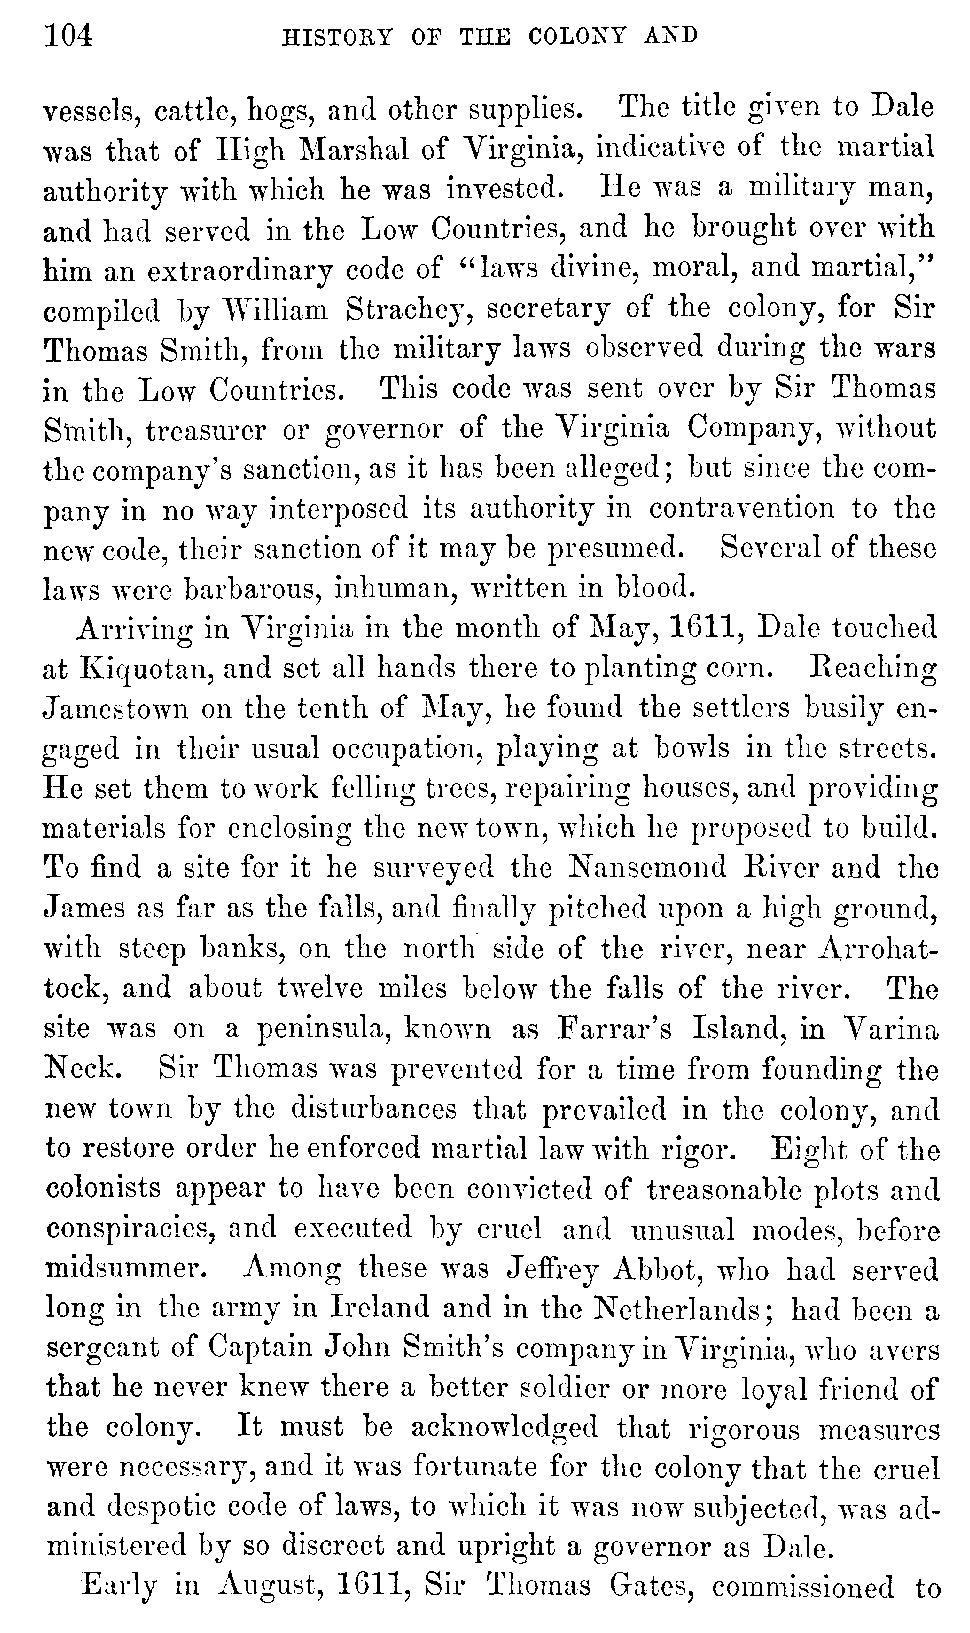 104 HISTORY OF THE COLONY AND
vessels, cattle, hogs, and other supplies. The title given to Dale
was that of High Marshal of Virginia, indicative of the martial
authority with which he was invested. He was a military man,
and had served in the Low Countries, and he brought over with
him an extraordinary code of “laws divine, moral, and martial,”
compiled by William Strachey, secretary of the colony, for Sir
Thomas Smith, from the military laws observed during the wars
in the Low Countries. This code was sent over by Sir Thomas
Smith, treasurer or governor of the Virginia Company, without
the company's sanction, as it has been alleged; but since the com-
pany in no way interposed its authority in contravention to the
new code, their sanction of it may be presumed. Several of these
laws were barbarous, inhuman, written in blood.
Arriving in Virginia in the month of May, 1611, Dale touched
at Kiquotan, and set all hands there to planting corn. Reaching
Jamestown on the tenth of May, he found the settlers busily en-
gaged in their usual occupation, playing at bowls in the streets.
He set them to work felling trees, repairing houses, and providing
materials for enclosing the new town, which he proposed to build.
To find a site for it he surveyed the Nansemond River and the
James as far as the falls, and finally pitched upon a high ground,
with steep banks, on the north side of the river, near Arrohat-
tock, and about twelve miles below the falls of the river. The
site was on a peninsula, known as Farrar's Island, in Varina
Neck. Sir Thomas was prevented for a time from founding the
new town by the disturbances that prevailed in the colony, and
to restore order he enforced martial law with rigor. Eight of the
colonists appear to have been convicted of treasonable plots and
conspiracies, and executed by cruel and unusual modes, before
midsummer. Among these was Jeffrey Abbot, who had served
long in the army in Ireland and in the Netherlands; had been a
sergeant of Captain John Smith's company in Virginia, who avers
that he never knew there a better soldier or more loyal friend of
the colony. It must be acknowledged that rigorous measures
were necessary, and it was fortunate for the colony that the cruel
and despotic code of laws, to which it was now subjected, was ad-
ministered by so discreet and upright a governor as Dale.
Early in August, 1611, Sir Thomas Gates, commissioned to